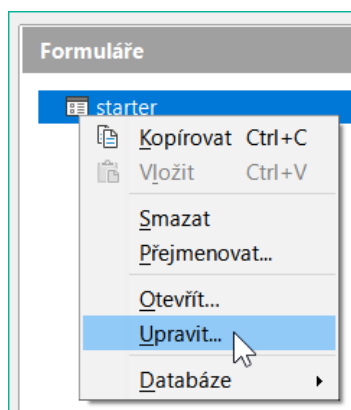 Formuláře
starter
Kopírovat Ctrl+C
Vložit Ctrl+V
Smazat
Přejmenovat...
Otevřít...
Upravit...
Databáze